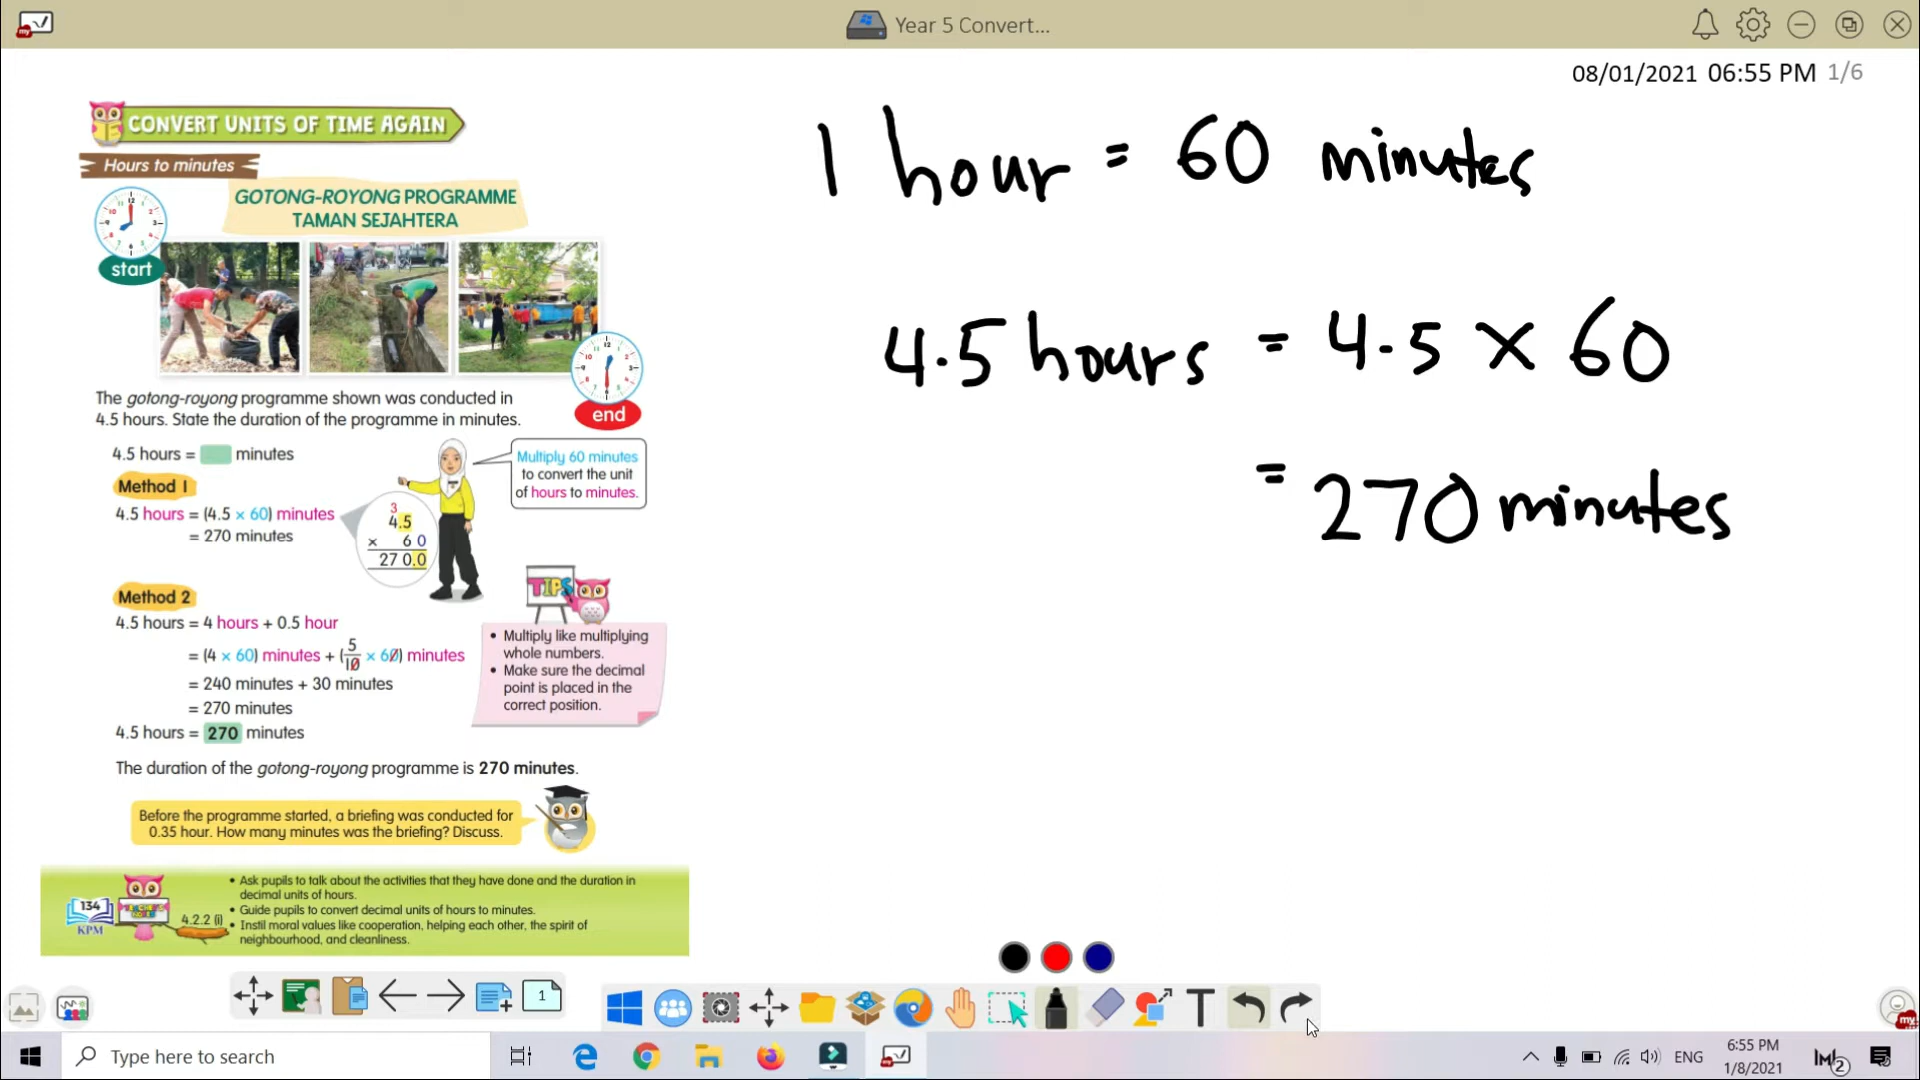 Year 5 Convert...
08/01/2021 06:55 PM 1/6
CONVERT UNITS OF TIME AGAIN
Hours to minutes
GOTONG-ROYONG PROGRAMME
TAMAN SEJAHTERA
start
end
The gotong-royong programme shown was conducted in
4.5 hours. State the duration of the programme in minutes.
4.5 hours = minutes
Method 1
4.5 hours = (4.5 × 60) minutes
= 270 minutes
3
4.5
× 6 0
27 0.0
Multiply 60 minutes
to convert the unit
of hours to minutes.
Method 2
4.5 hours = 4 hours + 0.5 hour
= (4 × 60) minutes + (5/10 × 60) minutes
= 240 minutes + 30 minutes
= 270 minutes
4.5 hours = 270 minutes
TIPS
• Multiply like multiplying
whole numbers.
• Make sure the decimal
point is placed in the
correct position.
The duration of the gotong-royong programme is 270 minutes.
Before the programme started, a briefing was conducted for
0.35 hour. How many minutes was the briefing? Discuss.
134
KPM
4.2.2 (i)
• Ask pupils to talk about the activities that they have done and the duration in
decimal units of hours.
• Guide pupils to convert decimal units of hours to minutes.
• Instil moral values like cooperation, helping each other, the spirit of
neighbourhood, and cleanliness.
1 hour = 60 minutes
4.5 hours = 4.5 × 60
= 270 minutes
1
T
Type here to search
ENG
6:55 PM
1/8/2021
2